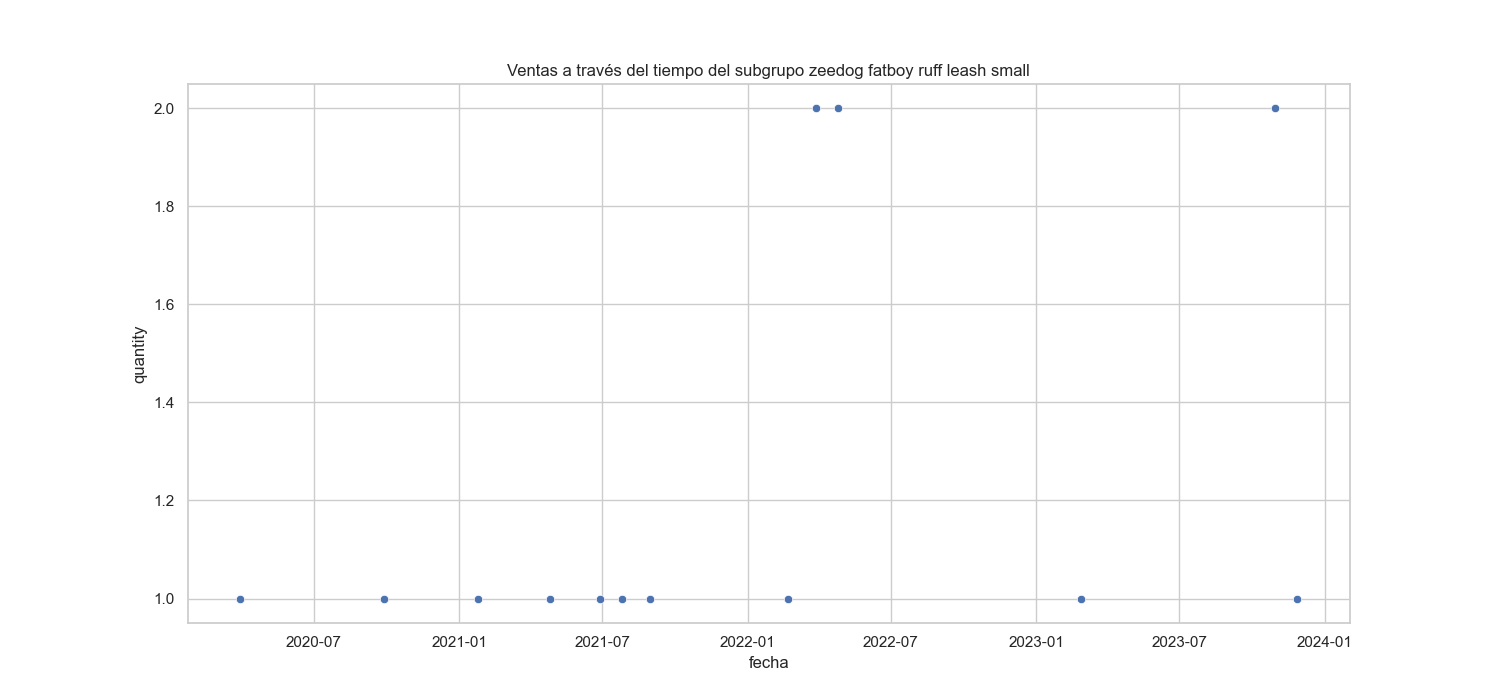 Ventas a través del tiempo del subgrupo zeedog fatboy ruff leash small
2.0
1.8
1.6
1.4
1.2
1.0
quantity
2020-07 2021-01 2021-07 2022-01 2022-07 2023-01 2023-07 2024-01
fecha